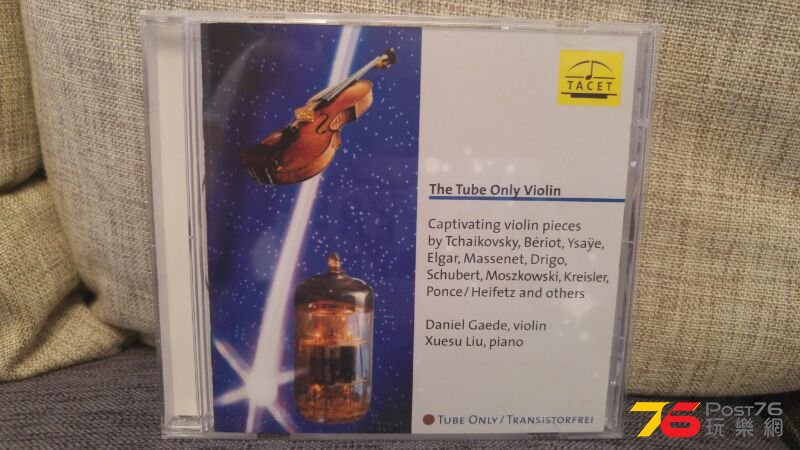 TACET
The Tube Only Violin
Captivating violin pieces
by Tchaikovsky, Bériot, Ysaÿe,
Elgar, Massenet, Drigo,
Schubert, Moszkowski, Kreisler,
Ponce/Heifetz and others
Daniel Gaede, violin
Xuesu Liu, piano
TUBE ONLY/TRANSISTORFREI
76 POST76
玩樂網